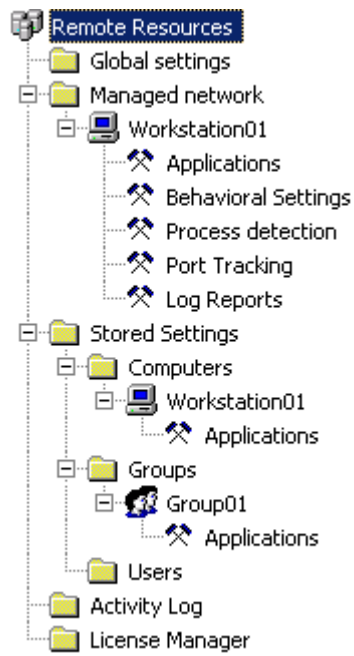 Remote Resources
Global settings
Managed network
Workstation01
Applications
Behavioral Settings
Process detection
Port Tracking
Log Reports
Stored Settings
Computers
Workstation01
Applications
Groups
Group01
Applications
Users
Activity Log
License Manager